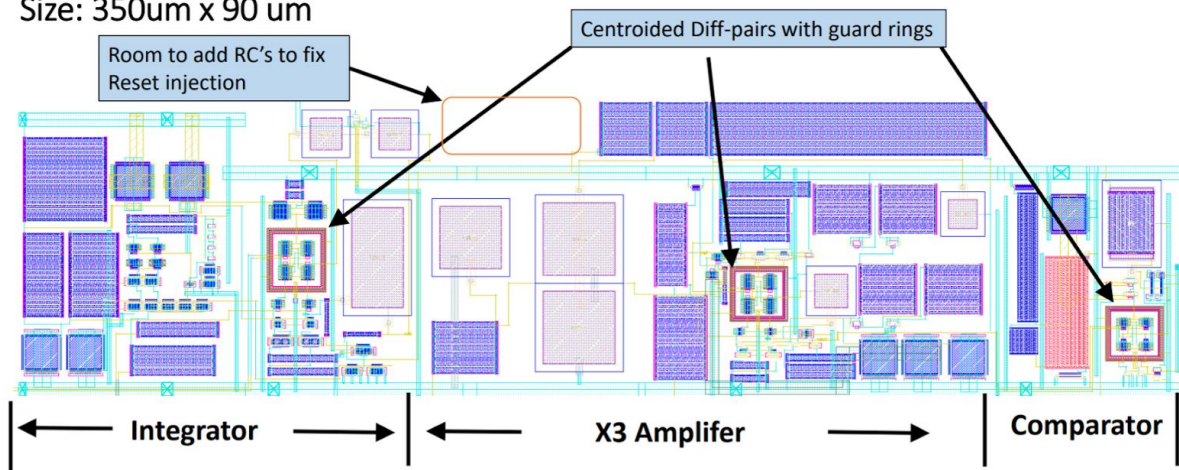 Size: 350um x 90 um
Room to add RC's to fix
Reset injection
Centroided Diff-pairs with guard rings
Integrator
X3 Amplifer
Comparator